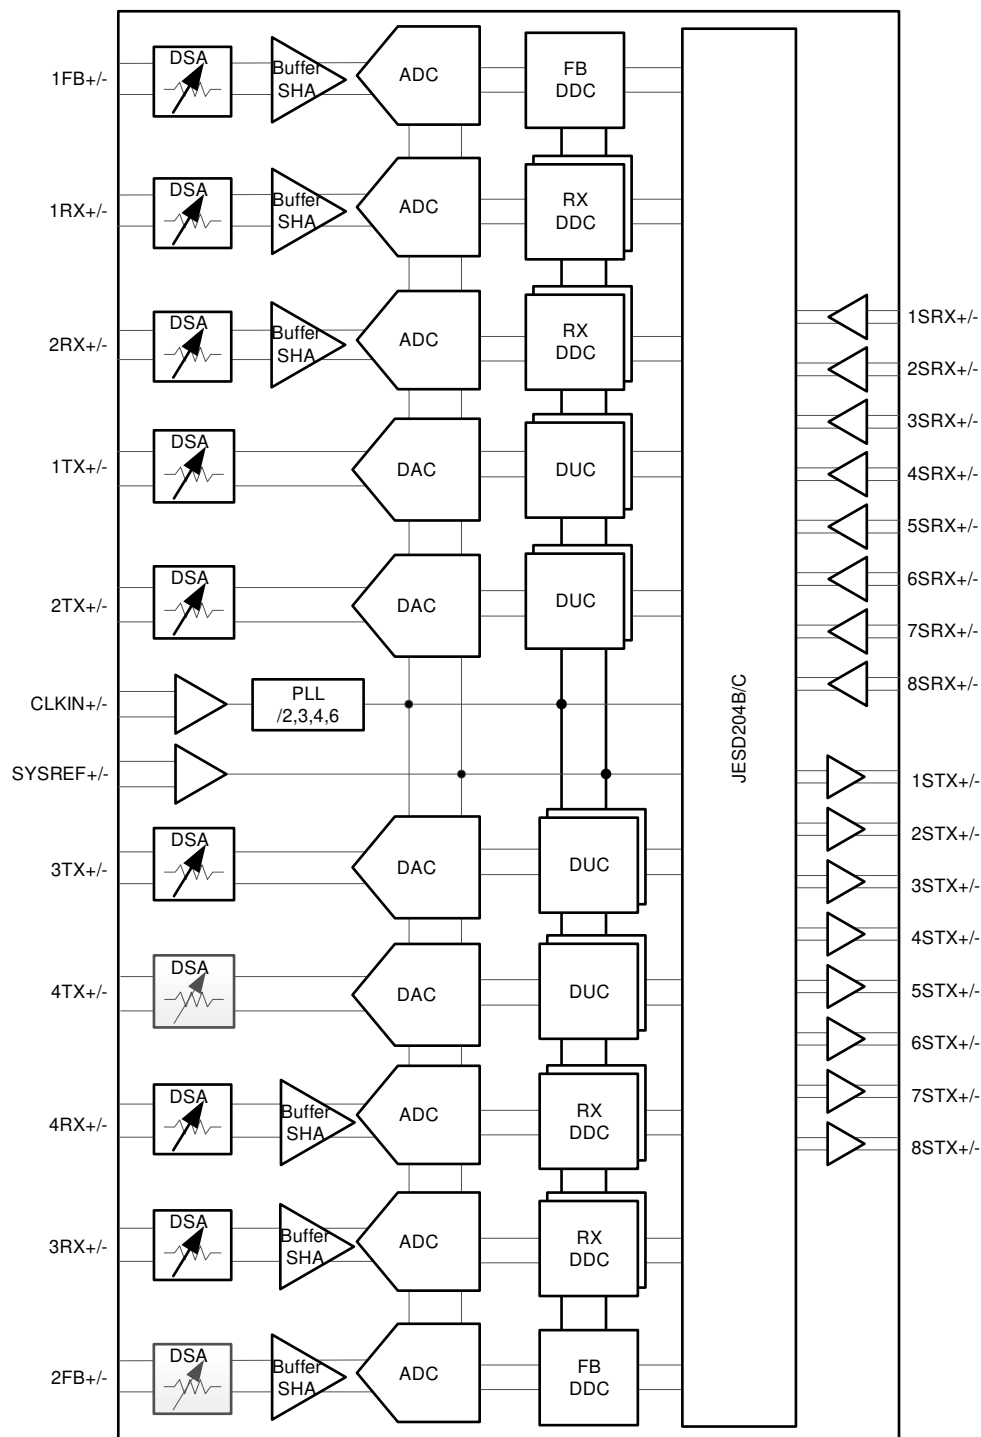 1FB+/-
DSA
Buffer
SHA
ADC
FB
DDC
1RX+/-
DSA
Buffer
SHA
ADC
RX
DDC
2RX+/-
DSA
Buffer
SHA
ADC
RX
DDC
1TX+/-
DSA
DAC
DUC
2TX+/-
DSA
DAC
DUC
CLKIN+/-
PLL
/2,3,4,6
SYSREF+/-
3TX+/-
DSA
DAC
DUC
4TX+/-
DSA
DAC
DUC
4RX+/-
DSA
Buffer
SHA
ADC
RX
DDC
3RX+/-
DSA
Buffer
SHA
ADC
RX
DDC
2FB+/-
DSA
Buffer
SHA
ADC
FB
DDC
JESD204B/C
1SRX+/-
2SRX+/-
3SRX+/-
4SRX+/-
5SRX+/-
6SRX+/-
7SRX+/-
8SRX+/-
1STX+/-
2STX+/-
3STX+/-
4STX+/-
5STX+/-
6STX+/-
7STX+/-
8STX+/-